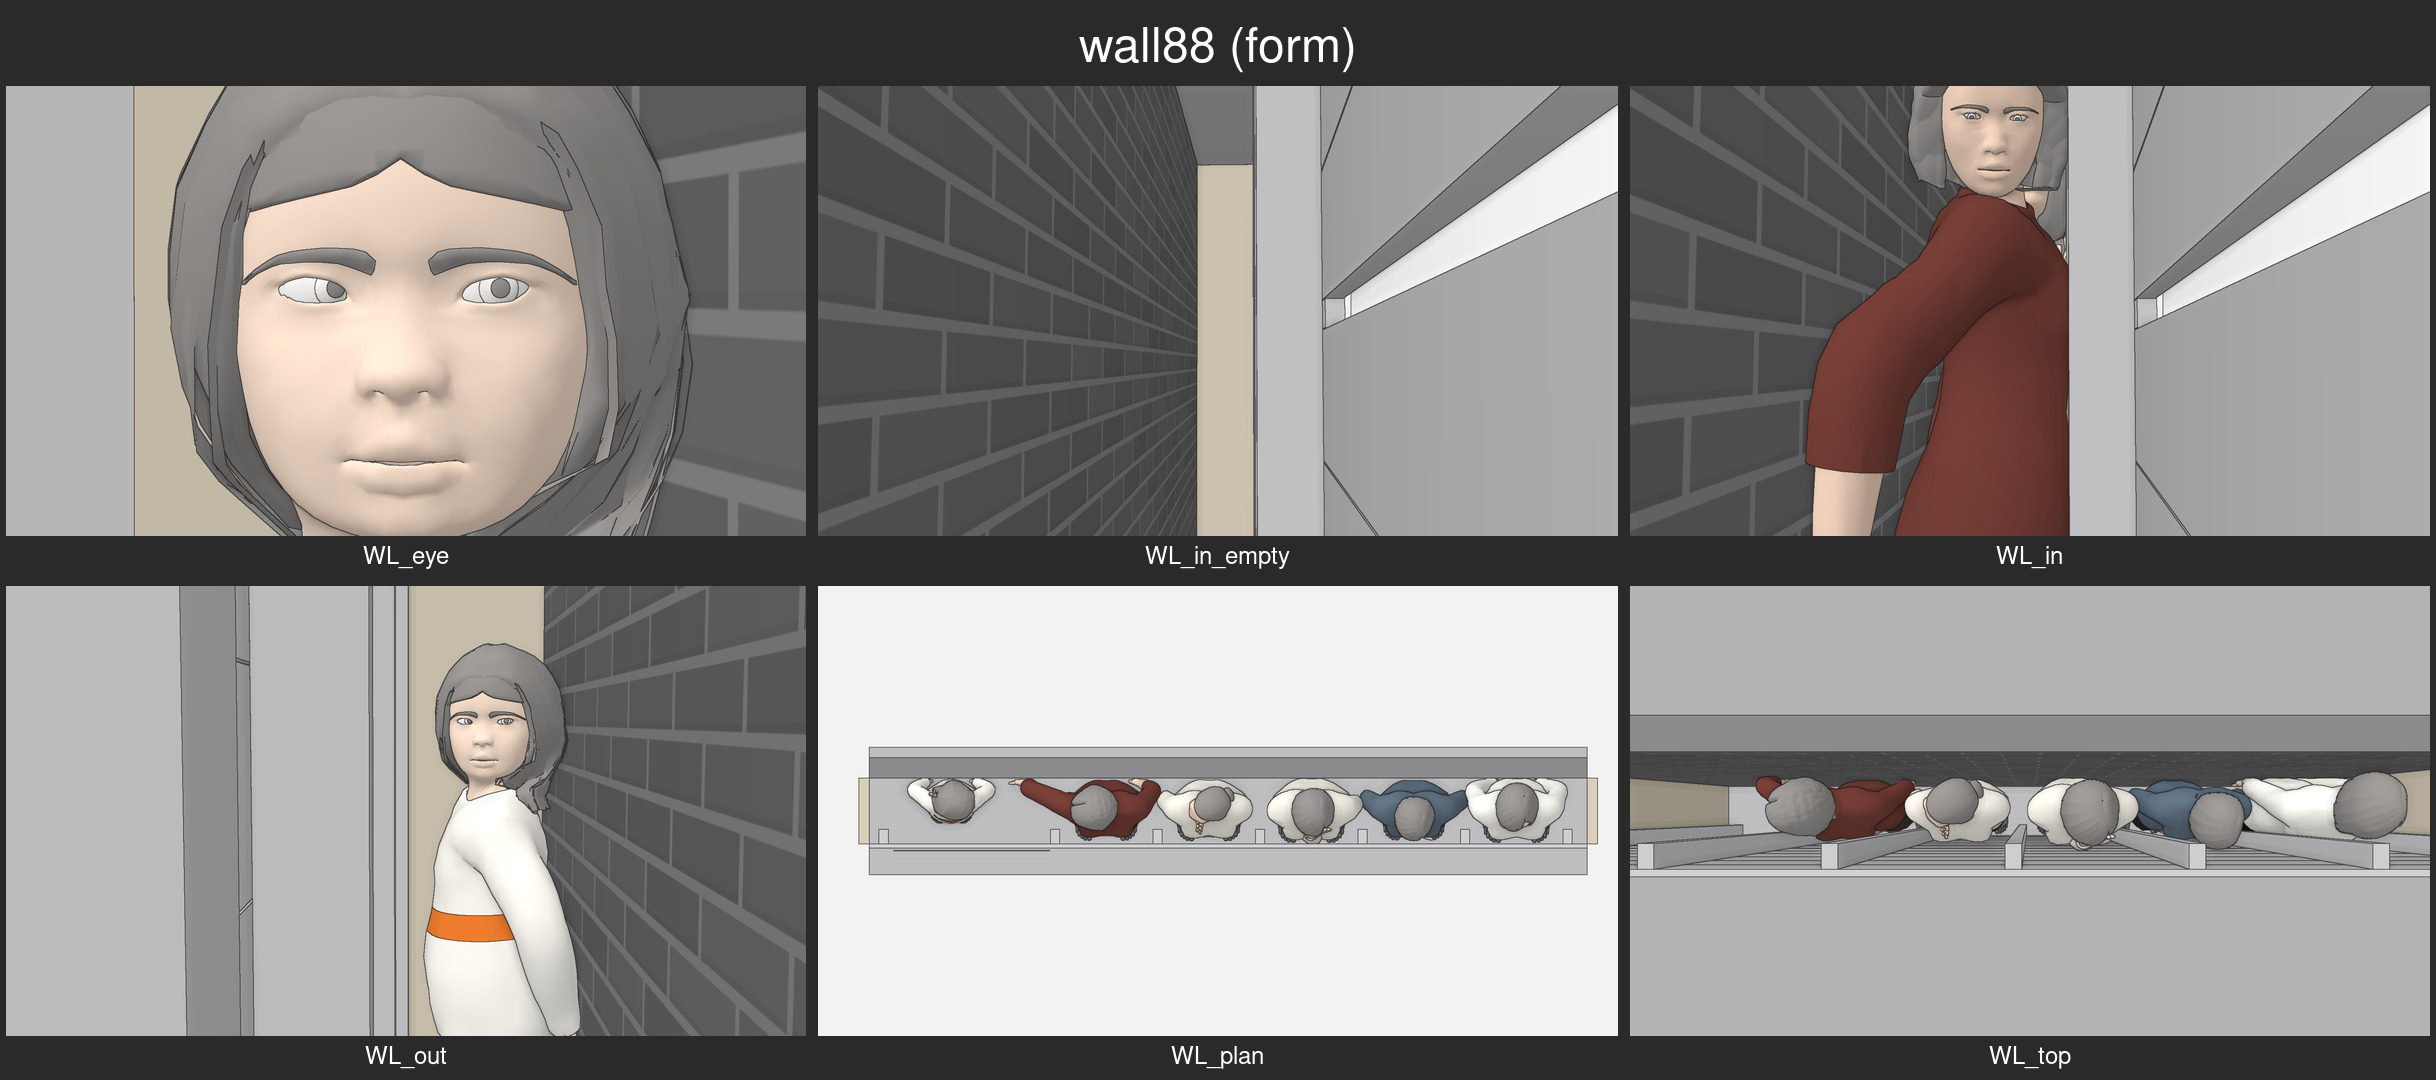 wall88 (form)
WL_eye
WL_in_empty
WL_in
WL_out
WL_plan
WL_top